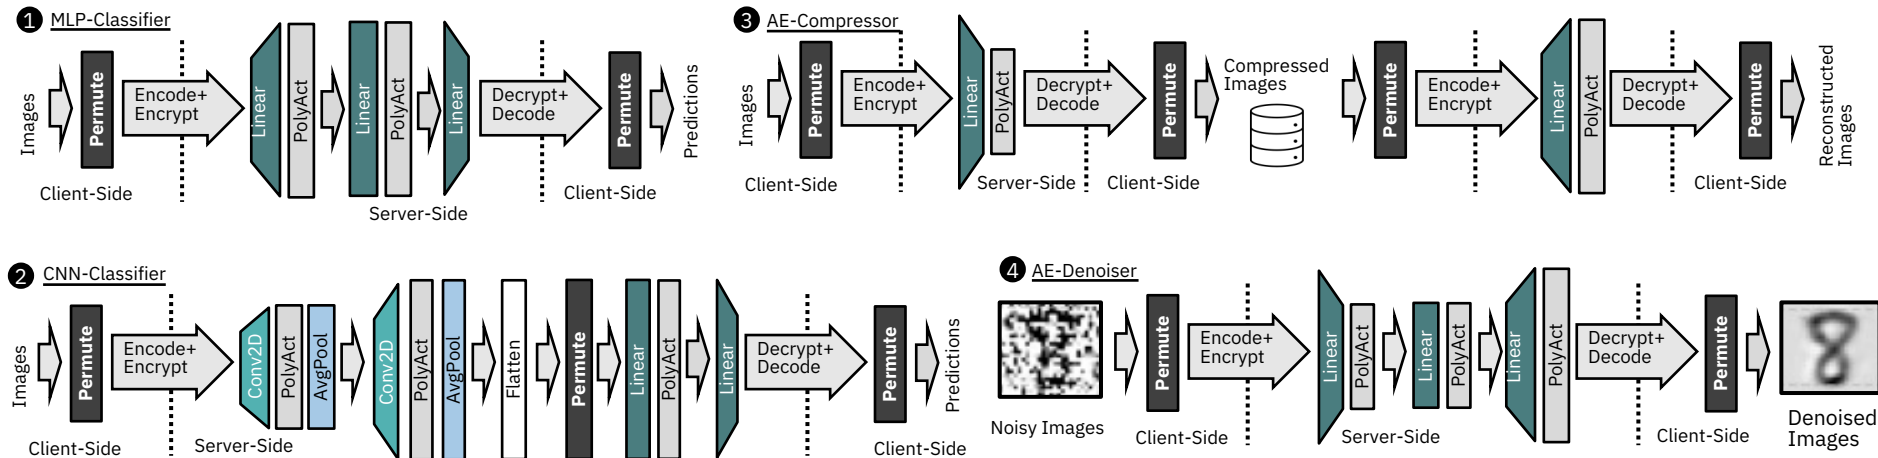 1 MLP-Classifier
Images
Permute
Encode+
Encrypt
Linear
PolyAct
Linear
PolyAct
Linear
Decrypt+
Decode
Permute
Predictions
Client-Side
Server-Side
Client-Side
3 AE-Compressor
Images
Permute
Encode+
Encrypt
Linear
PolyAct
Decrypt+
Decode
Permute
Compressed
Images
Permute
Encode+
Encrypt
Linear
PolyAct
Decrypt+
Decode
Permute
Reconstructed
Images
Client-Side
Server-Side
Client-Side
Client-Side
2 CNN-Classifier
Images
Permute
Encode+
Encrypt
Conv2D
PolyAct
AvgPool
Conv2D
PolyAct
AvgPool
Flatten
Permute
Linear
PolyAct
Linear
Decrypt+
Decode
Permute
Predictions
Client-Side
Server-Side
Client-Side
4 AE-Denoiser
Noisy Images
Permute
Encode+
Encrypt
Linear
PolyAct
Linear
PolyAct
Linear
PolyAct
Decrypt+
Decode
Permute
Denoised
Images
Client-Side
Server-Side
Client-Side